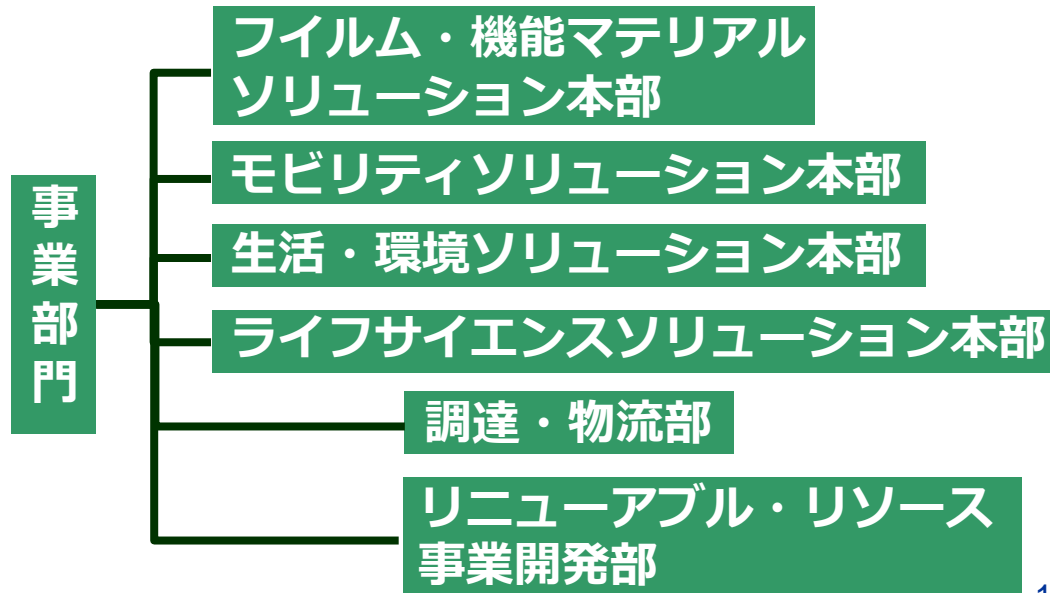 事業部門
フイルム・機能マテリアル
ソリューション本部
モビリティソリューション本部
生活・環境ソリューション本部
ライフサイエンスソリューション本部
調達・物流部
リニューアブル・リソース
事業開発部